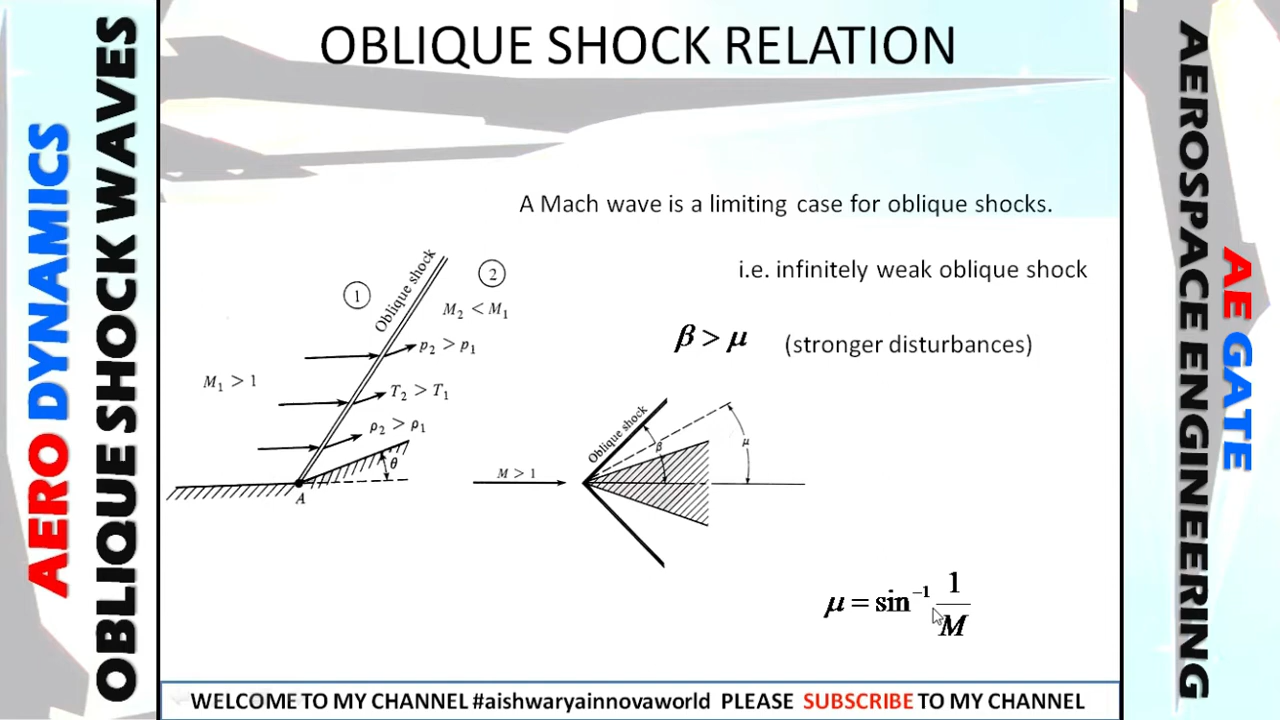 OBLIQUE SHOCK RELATION
AERO DYNAMICS
OBLIQUE SHOCK WAVES
A Mach wave is a limiting case for oblique shocks.
i.e. infinitely weak oblique shock
β > μ (stronger disturbances)
Oblique shock
1
2
M₂ < M₁
p₂ > p₁
M₁ > 1
T₂ > T₁
ρ₂ > ρ₁
θ
A
Oblique shock
M > 1
β
μ
μ = sin⁻¹ 1/M
AEROSPACE ENGINEERING
AE GATE
WELCOME TO MY CHANNEL #aishwaryainnovaworld PLEASE SUBSCRIBE TO MY CHANNEL